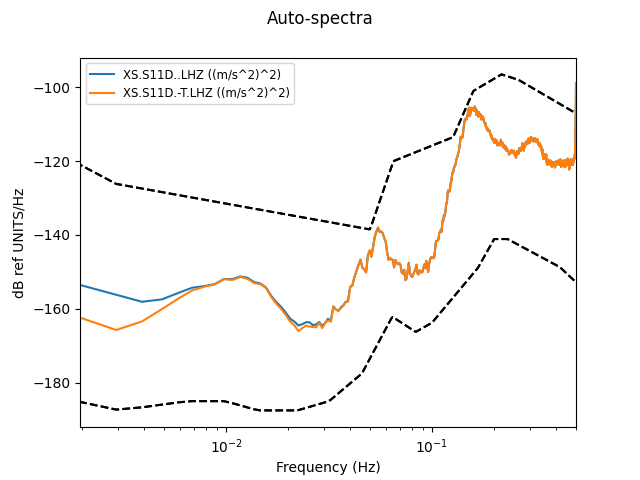 Auto-spectra
XS.S11D..LHZ ((m/s^2)^2)
XS.S11D.-T.LHZ ((m/s^2)^2)
−100
−120
−140
−160
−180
dB ref UNITS/Hz
10⁻²
10⁻¹
Frequency (Hz)